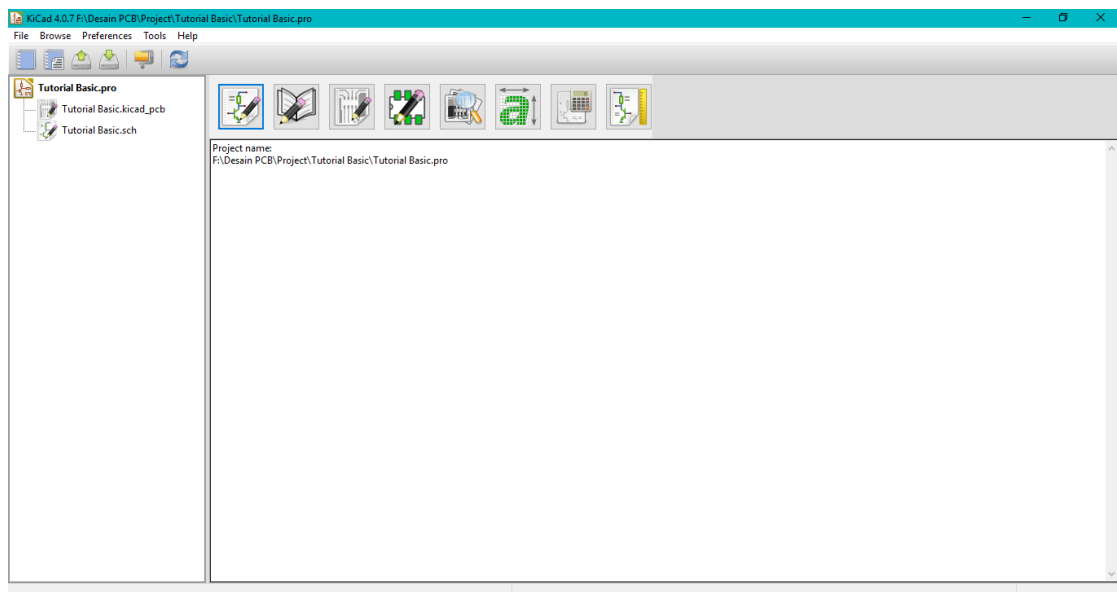 KiCad 4.0.7 F:\Desain PCB\Project\Tutorial Basic\Tutorial Basic.pro
File Browse Preferences Tools Help
Tutorial Basic.pro
Tutorial Basic.kicad_pcb
Tutorial Basic.sch
a
Project name:
F:\Desain PCB\Project\Tutorial Basic\Tutorial Basic.pro